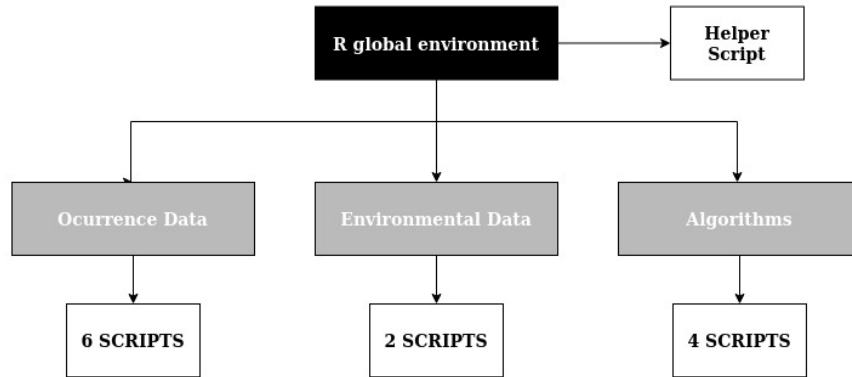 R global environment
Helper
Script
Ocurrence Data
Environmental Data
Algorithms
6 SCRIPTS
2 SCRIPTS
4 SCRIPTS